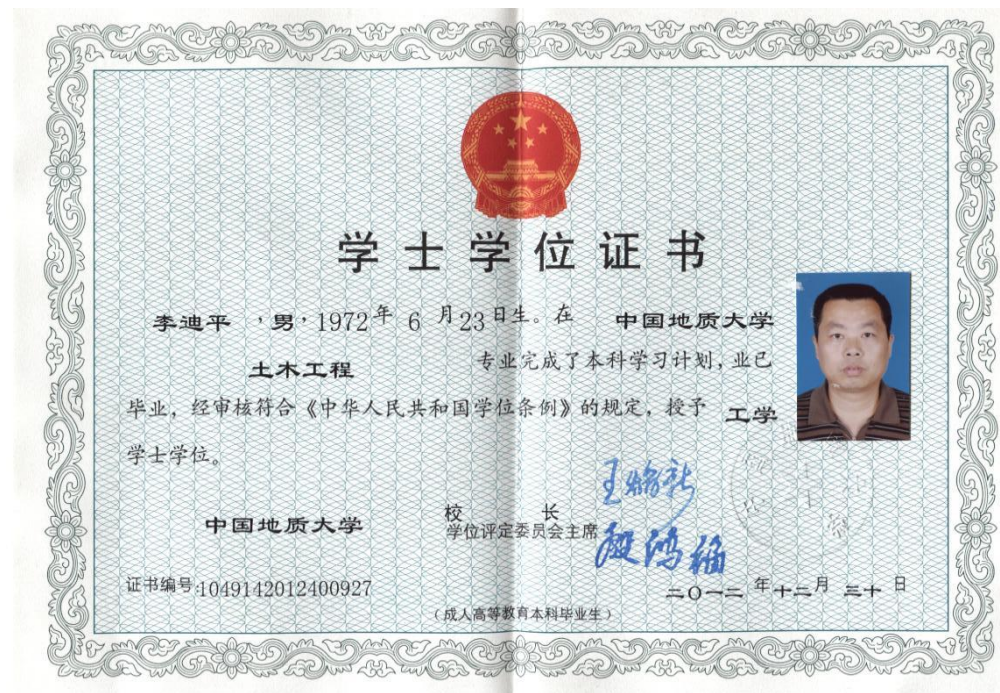 学士学位证书
李迪平 ,男,1972年 6 月23日生。在 中国地质大学
土木工程 专业完成了本科学习计划,业已
毕业,经审核符合《中华人民共和国学位条例》的规定,授予 工学
学士学位。
中国地质大学
校 长
学位评定委员会主席
证书编号:1049142012400927
二〇一二 年十二月 三十 日
(成人高等教育本科毕业生)